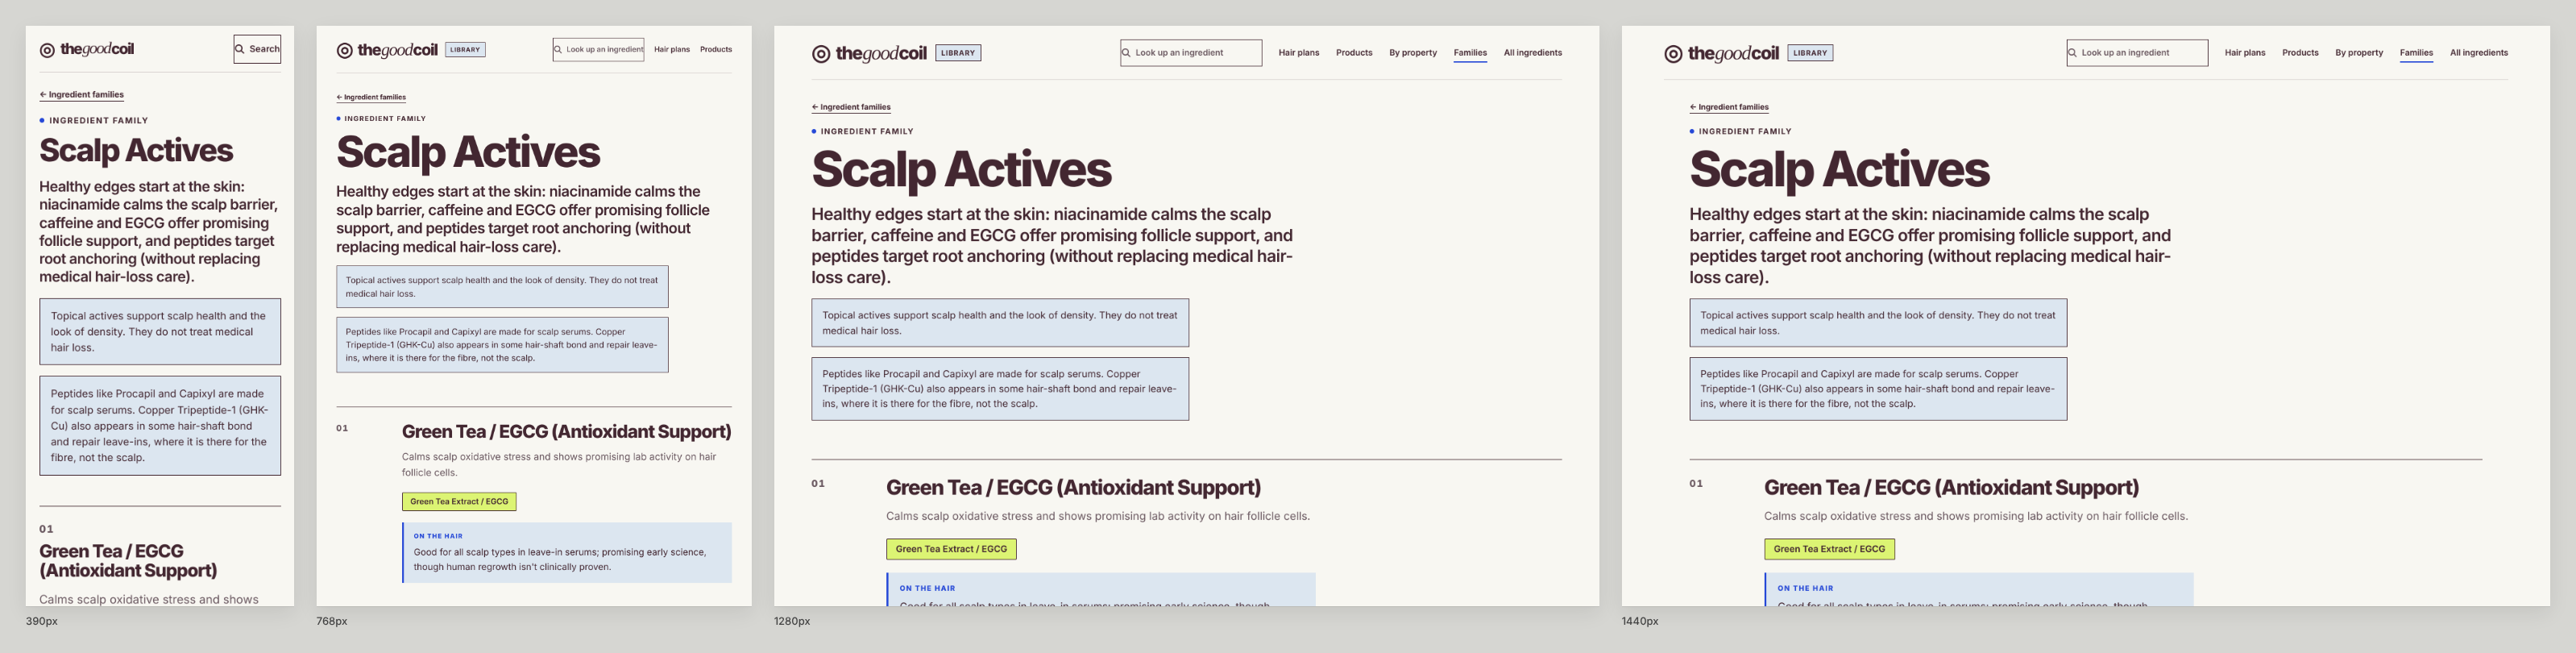 thegoodcoil
Search
← Ingredient families
INGREDIENT FAMILY
Scalp Actives
Healthy edges start at the skin:
niacinamide calms the scalp barrier,
caffeine and EGCG offer promising
follicle support, and peptides target
root anchoring (without replacing
medical hair-loss care).
Topical actives support scalp health and the
look of density. They do not treat medical
hair loss.
Peptides like Procapil and Capixyl are made
for scalp serums. Copper Tripeptide-1 (GHK-
Cu) also appears in some hair-shaft bond
and repair leave-ins, where it is there for the
fibre, not the scalp.
01
Green Tea / EGCG
(Antioxidant Support)
Calms scalp oxidative stress and shows
390px
thegoodcoil LIBRARY
Look up an ingredient Hair plans Products
← Ingredient families
INGREDIENT FAMILY
Scalp Actives
Healthy edges start at the skin: niacinamide calms the
scalp barrier, caffeine and EGCG offer promising follicle
support, and peptides target root anchoring (without
replacing medical hair-loss care).
Topical actives support scalp health and the look of density. They do not treat
medical hair loss.
Peptides like Procapil and Capixyl are made for scalp serums. Copper
Tripeptide-1 (GHK-Cu) also appears in some hair-shaft bond and repair leave-
ins, where it is there for the fibre, not the scalp.
01
Green Tea / EGCG (Antioxidant Support)
Calms scalp oxidative stress and shows promising lab activity on hair
follicle cells.
Green Tea Extract / EGCG
ON THE HAIR
Good for all scalp types in leave-in serums; promising early science,
though human regrowth isn't clinically proven.
768px
thegoodcoil LIBRARY
Look up an ingredient Hair plans Products By property Families All ingredients
← Ingredient families
INGREDIENT FAMILY
Scalp Actives
Healthy edges start at the skin: niacinamide calms the scalp
barrier, caffeine and EGCG offer promising follicle support, and
peptides target root anchoring (without replacing medical hair-
loss care).
Topical actives support scalp health and the look of density. They do not treat
medical hair loss.
Peptides like Procapil and Capixyl are made for scalp serums. Copper
Tripeptide-1 (GHK-Cu) also appears in some hair-shaft bond and repair leave-
ins, where it is there for the fibre, not the scalp.
01
Green Tea / EGCG (Antioxidant Support)
Calms scalp oxidative stress and shows promising lab activity on hair follicle cells.
Green Tea Extract / EGCG
ON THE HAIR
Good for all scalp types in leave-in serums; promising early science, though
1280px
thegoodcoil LIBRARY
Look up an ingredient Hair plans Products By property Families All ingredients
← Ingredient families
INGREDIENT FAMILY
Scalp Actives
Healthy edges start at the skin: niacinamide calms the scalp
barrier, caffeine and EGCG offer promising follicle support, and
peptides target root anchoring (without replacing medical hair-
loss care).
Topical actives support scalp health and the look of density. They do not treat
medical hair loss.
Peptides like Procapil and Capixyl are made for scalp serums. Copper
Tripeptide-1 (GHK-Cu) also appears in some hair-shaft bond and repair leave-
ins, where it is there for the fibre, not the scalp.
01
Green Tea / EGCG (Antioxidant Support)
Calms scalp oxidative stress and shows promising lab activity on hair follicle cells.
Green Tea Extract / EGCG
ON THE HAIR
Good for all scalp types in leave-in serums; promising early science, though
1440px